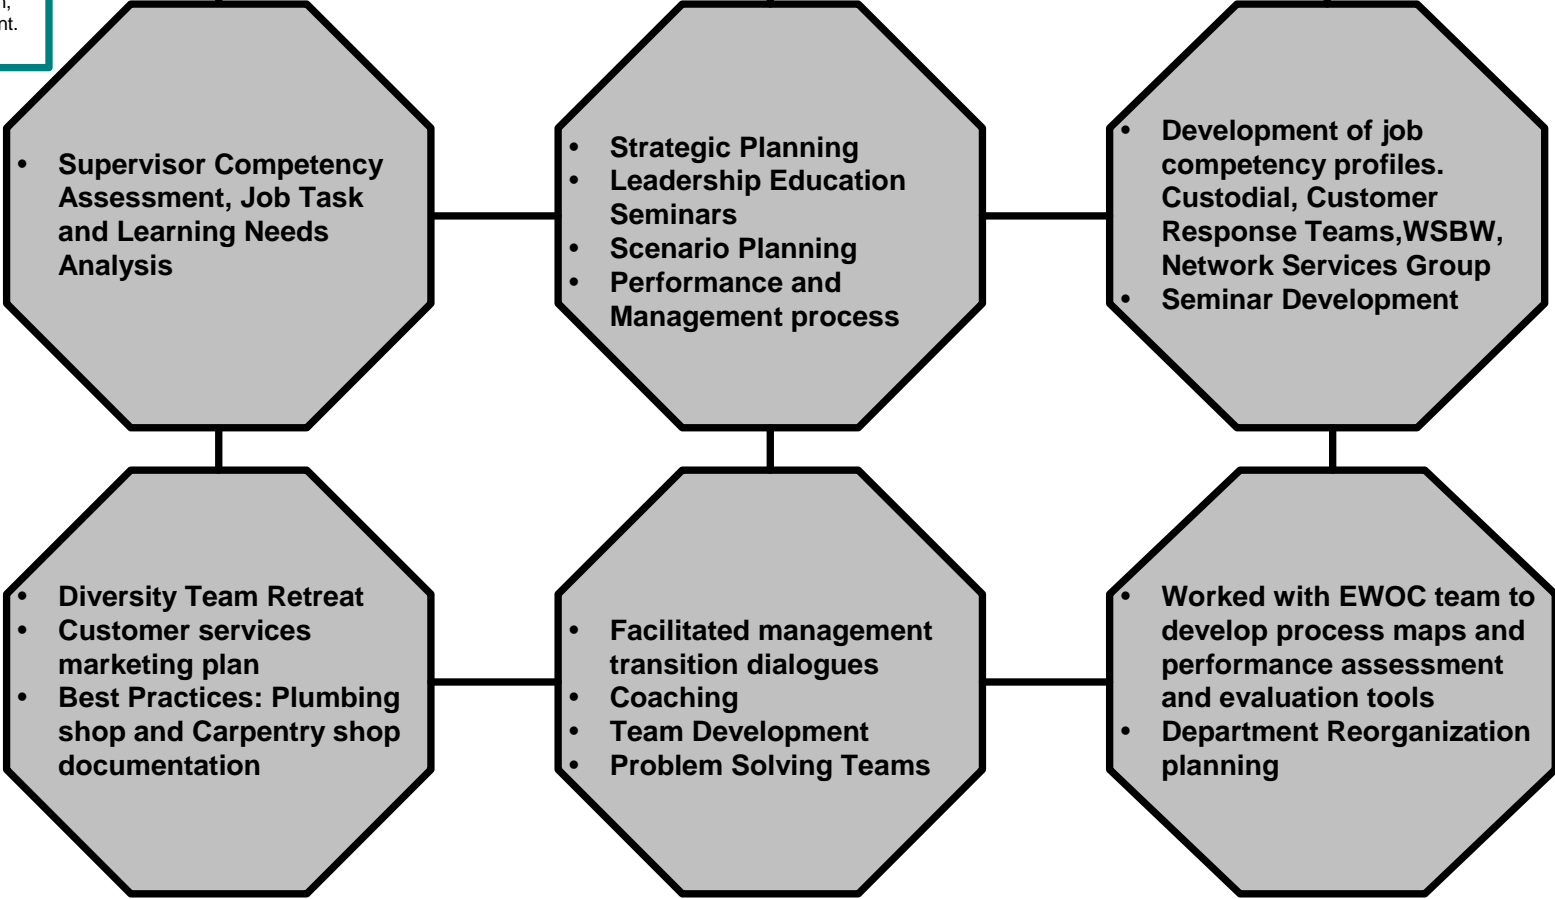 nt.
• Supervisor Competency
Assessment, Job Task
and Learning Needs
Analysis
• Strategic Planning
• Leadership Education
Seminars
• Scenario Planning
• Performance and
Management process
• Development of job
competency profiles.
Custodial, Customer
Response Teams,WSBW,
Network Services Group
• Seminar Development
• Diversity Team Retreat
• Customer services
marketing plan
• Best Practices: Plumbing
shop and Carpentry shop
documentation
• Facilitated management
transition dialogues
• Coaching
• Team Development
• Problem Solving Teams
• Worked with EWOC team to
develop process maps and
performance assessment
and evaluation tools
• Department Reorganization
planning